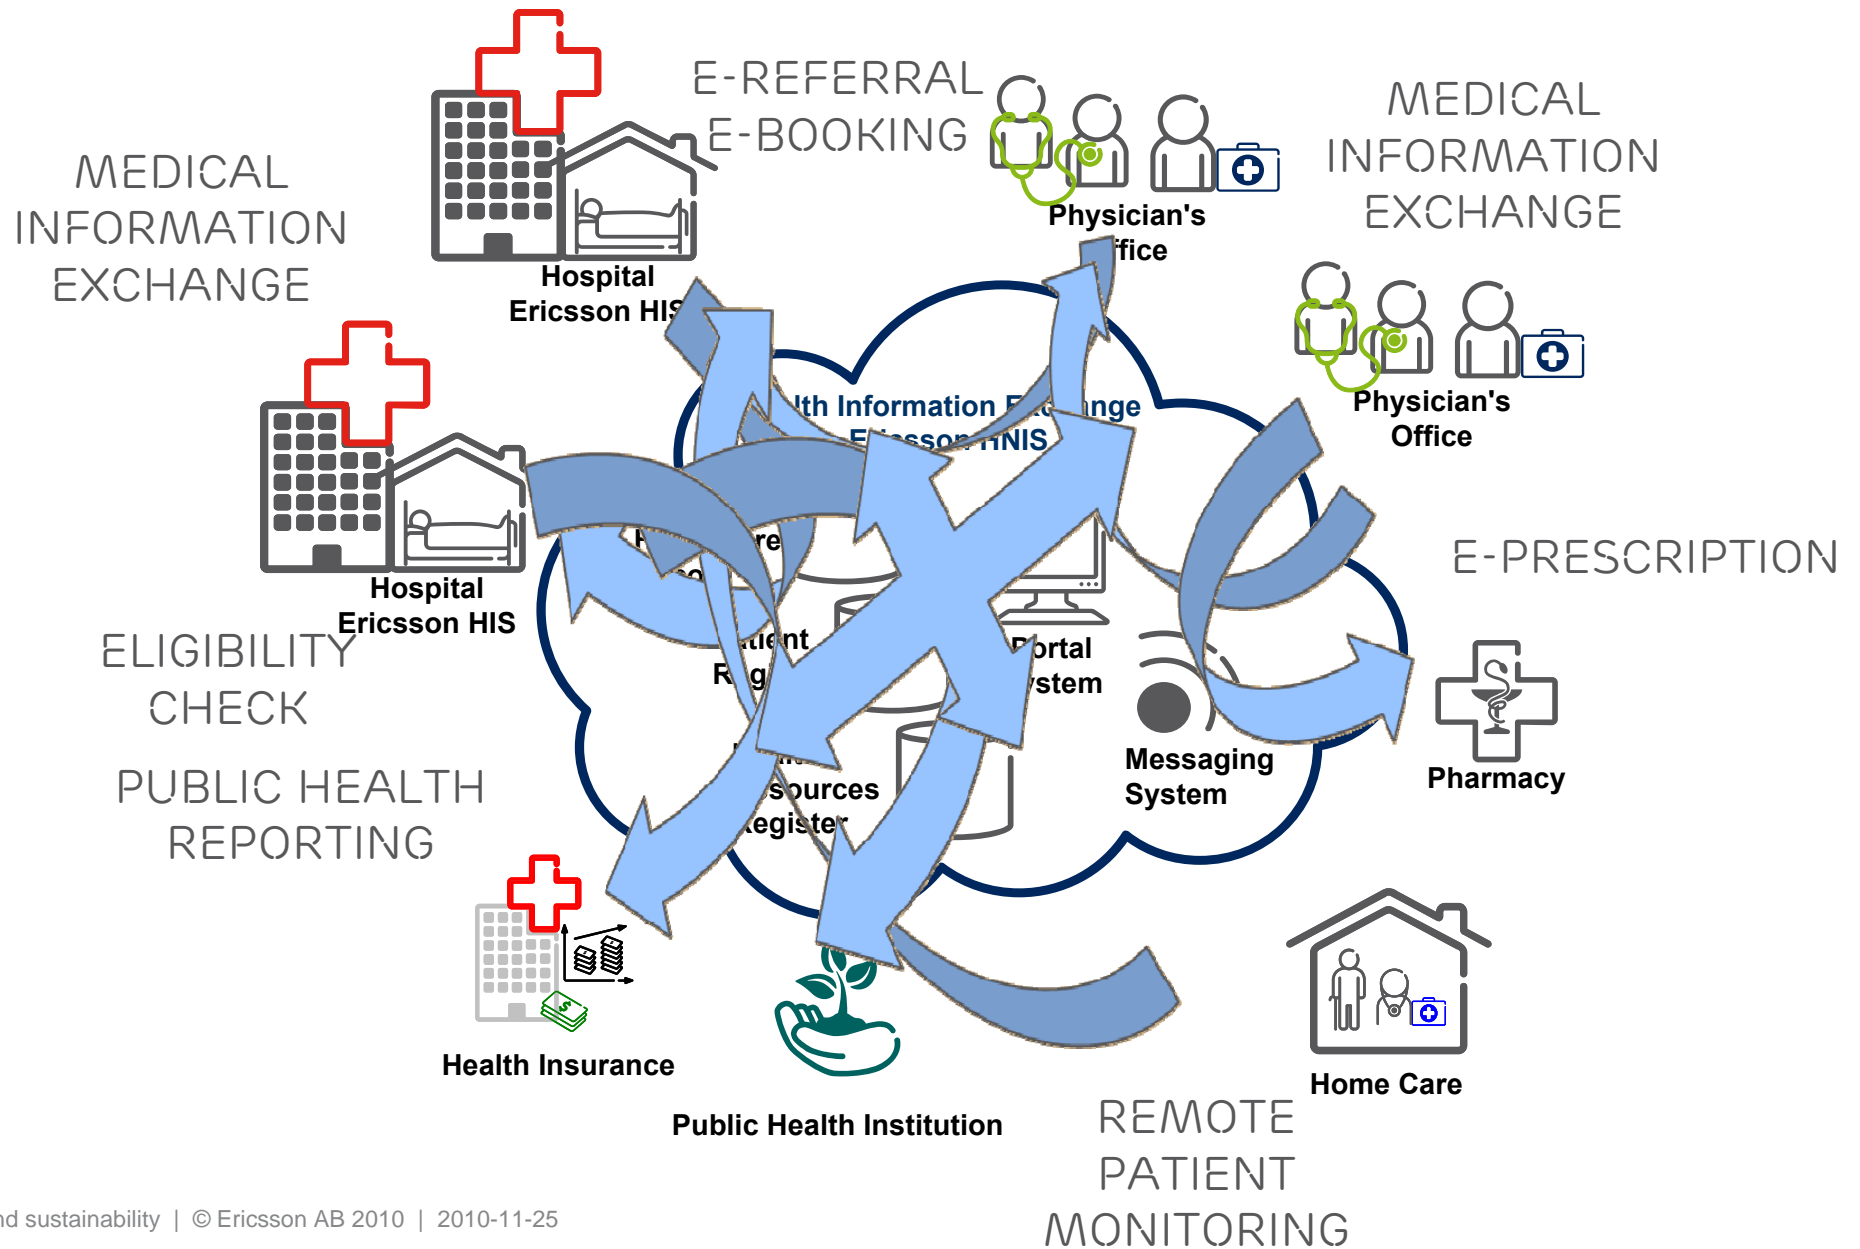 E-REFERRAL
E-BOOKING
MEDICAL
INFORMATION
EXCHANGE
MEDICAL
INFORMATION
EXCHANGE
Physician's
Hospital
Ericsson HIS
Physician's
Office
Information
HNIS
E-PRESCRIPTION
Hospital
Ericsson HIS
ELIGIBILITY
CHECK
Messaging
System
Pharmacy
PUBLIC HEALTH
REPORTING
Health Insurance
Home Care
Public Health Institution
REMOTE
PATIENT
MONITORING
sustainability | © Ericsson AB 2010 | 2010-11-25